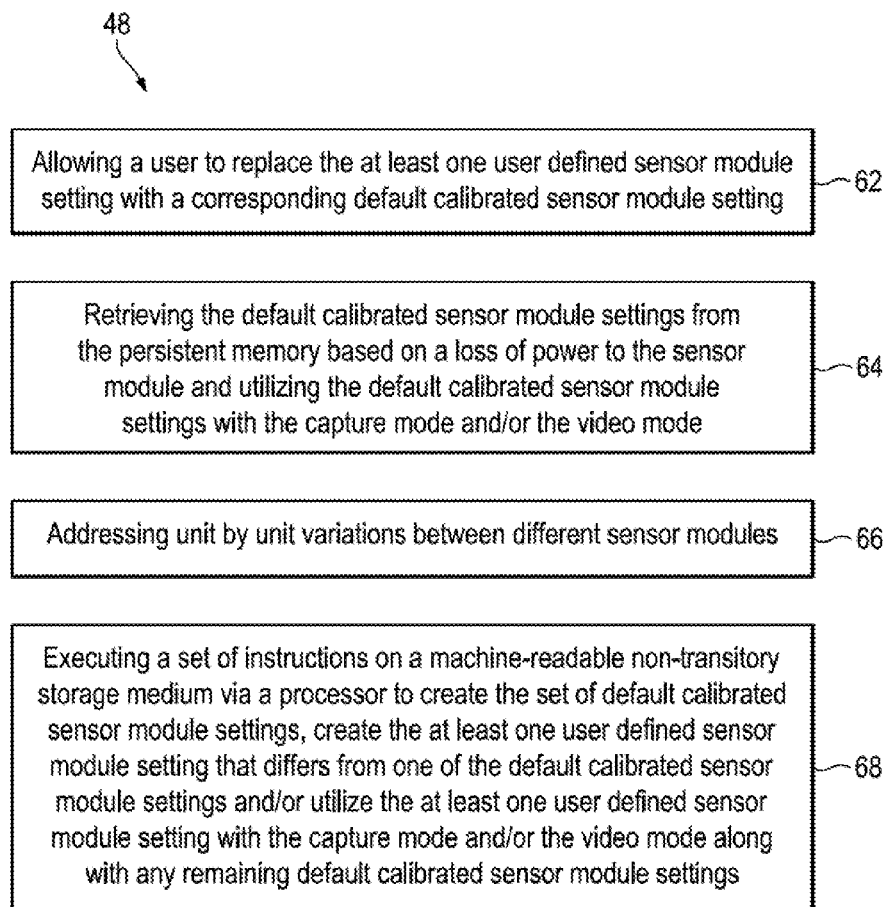 48
Allowing a user to replace the at least one user defined sensor module
setting with a corresponding default calibrated sensor module setting
62
Retrieving the default calibrated sensor module settings from
the persistent memory based on a loss of power to the sensor
module and utilizing the default calibrated sensor module
settings with the capture mode and/or the video mode
64
Addressing unit by unit variations between different sensor modules
66
Executing a set of instructions on a machine-readable non-transitory
storage medium via a processor to create the set of default calibrated
sensor module settings, create the at least one user defined sensor
module setting that differs from one of the default calibrated sensor
module settings and/or utilize the at least one user defined sensor
module setting with the capture mode and/or the video mode along
with any remaining default calibrated sensor module settings
68